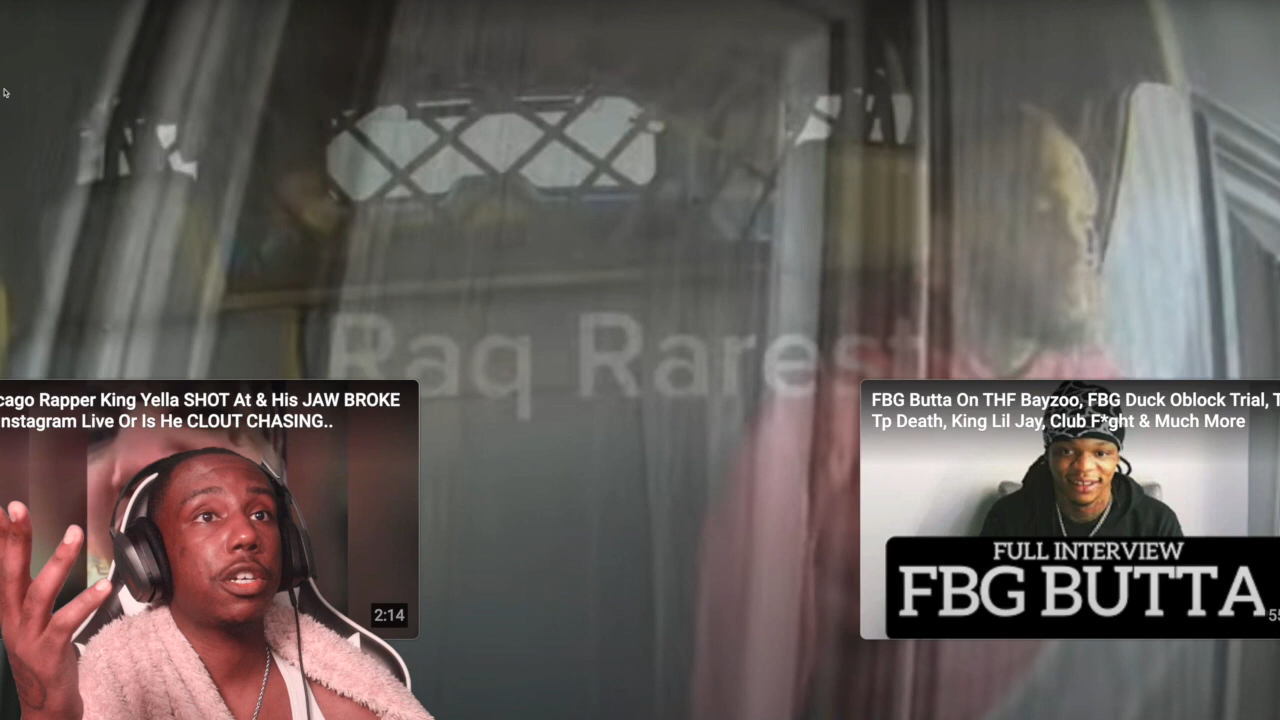 Raq Rarest
cago Rapper King Yella SHOT At & His JAW BROKE
nstagram Live Or Is He CLOUT CHASING..
2:14
FBG Butta On THF Bayzoo, FBG Duck Oblock Trial, T
Tp Death, King Lil Jay, Club F*ght & Much More
FULL INTERVIEW
FBG BUTTA
55